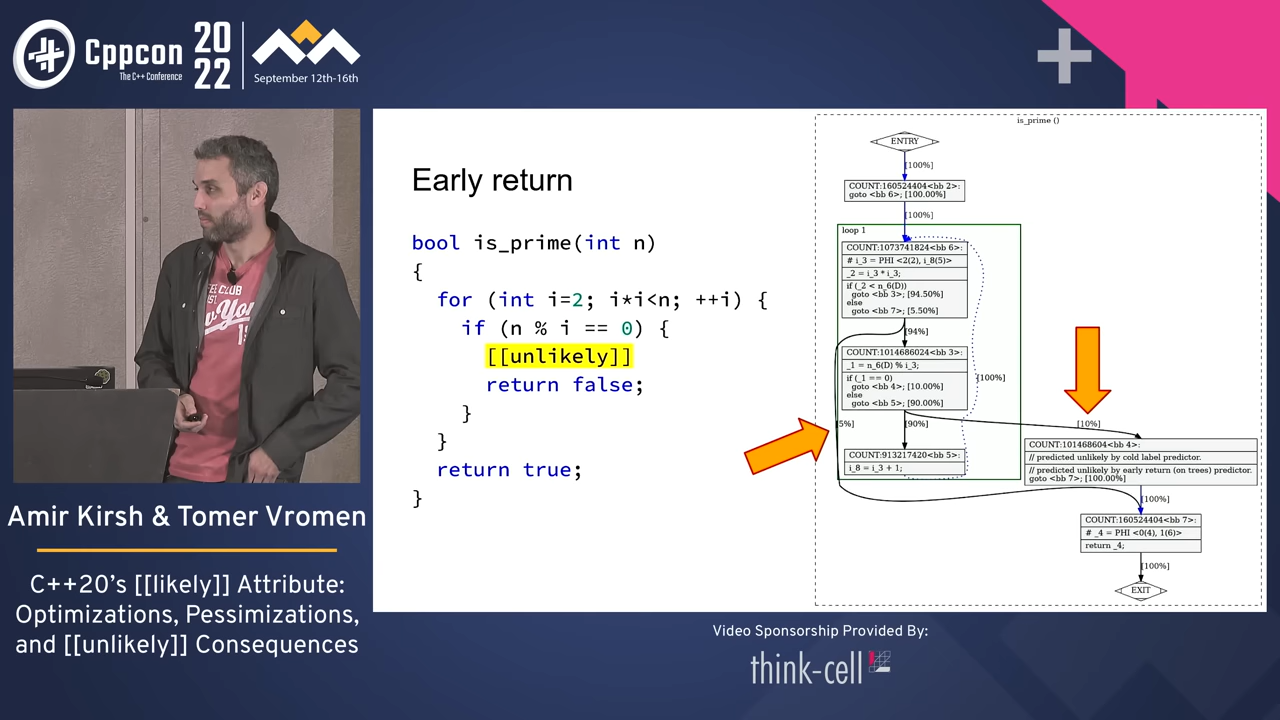 Cppcon
The C++ Conference
20
22
September 12th-16th
Early return
bool is_prime(int n)
{
for (int i=2; i*i<n; ++i) {
if (n % i == 0) {
[[unlikely]]
return false;
}
}
return true;
}
is_prime ()
ENTRY
[100%]
COUNT:160524404<bb 2>:
goto <bb 6>; [100.00%]
[100%]
loop 1
COUNT:1073741824<bb 6>:
# i_3 = PHI <2(2), i_8(5)>
_2 = i_3 * i_3;
if (_2 < n_6(D))
goto <bb 3>; [94.50%]
else
goto <bb 7>; [5.50%]
[94%]
COUNT:1014686024<bb 3>:
_1 = n_6(D) % i_3;
if (_1 == 0)
goto <bb 4>; [10.00%]
else
goto <bb 5>; [90.00%]
[100%]
[5%]
[90%]
[10%]
COUNT:913217420<bb 5>:
i_8 = i_3 + 1;
COUNT:101468604<bb 4>:
// predicted unlikely by cold label predictor.
// predicted unlikely by early return (on trees) predictor.
goto <bb 7>; [100.00%]
[100%]
COUNT:160524404<bb 7>:
# _4 = PHI <0(4), 1(6)>
return _4;
[100%]
EXIT
Amir Kirsh & Tomer Vromen
C++20's [[likely]] Attribute:
Optimizations, Pessimizations,
and [[unlikely]] Consequences
Video Sponsorship Provided By:
think-cell